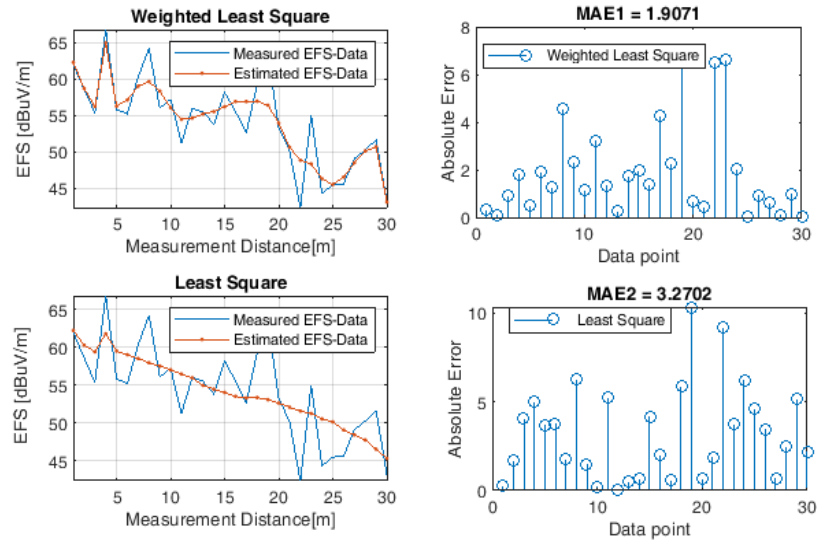 Weighted Least Square
EFS [dBuV/m]
65
60
55
50
45
Measured EFS-Data
Estimated EFS-Data
5
10
15
20
25
30
Measurement Distance[m]
MAE1 = 1.9071
Absolute Error
8
6
4
2
0
Weighted Least Square
0
10
20
30
Data point
Least Square
EFS [dBuV/m]
65
60
55
50
45
Measured EFS-Data
Estimated EFS-Data
5
10
15
20
25
30
Measurement Distance[m]
MAE2 = 3.2702
Absolute Error
10
5
0
Least Square
0
10
20
30
Data point